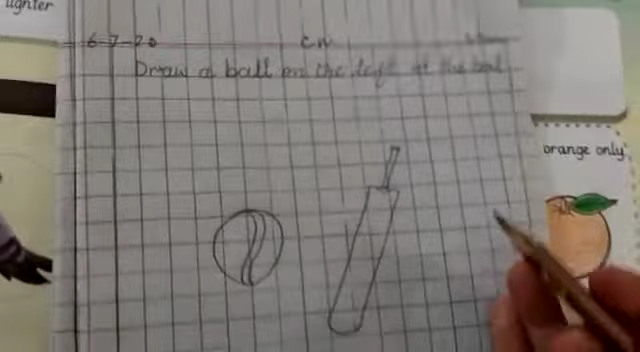 lighter
6-7-20 CW
Draw a ball on the left of the bat
orange only